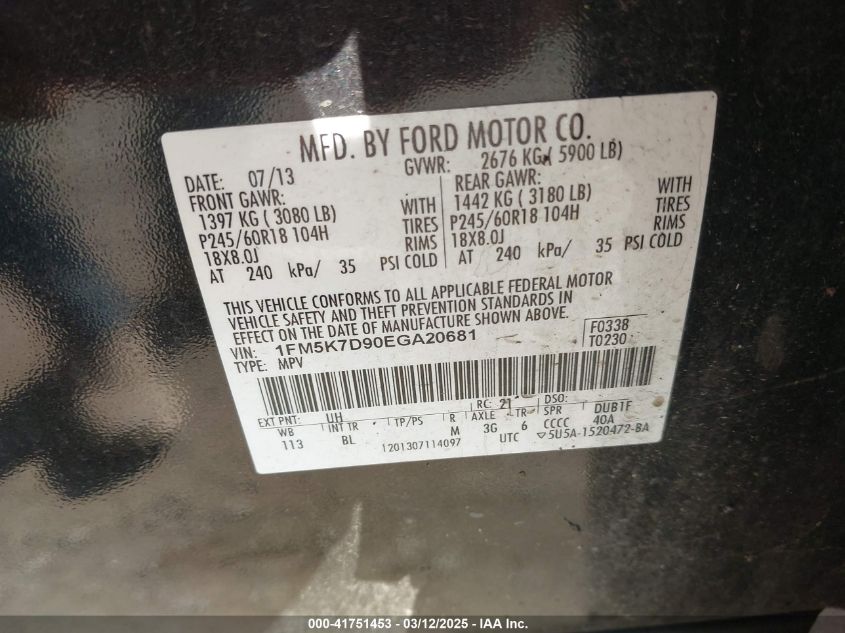 MFD. BY FORD MOTOR CO.
DATE: 07/13 GVWR: 2676 KG ( 5900 LB)
FRONT GAWR: REAR GAWR:
1397 KG ( 3080 LB) WITH 1442 KG ( 3180 LB) WITH
P245/60R18 104H TIRES P245/60R18 104H TIRES
18X8.0J RIMS 18X8.0J RIMS
AT 240 kPa/ 35 PSI COLD AT 240 kPa/ 35 PSI COLD
THIS VEHICLE CONFORMS TO ALL APPLICABLE FEDERAL MOTOR
VEHICLE SAFETY AND THEFT PREVENTION STANDARDS IN
EFFECT ON THE DATE OF MANUFACTURE SHOWN ABOVE.
VIN: 1FM5K7D90EGA20681 F0338
TYPE: MPV T0230
EXT PNT: UH RC: 21 DSO:
WB INT TR TP/PS R AXLE TR SPR DUBTF
113 BL M 3G 6 CCCC 40A
1201307114097 UTC 5U5A-1520472-BA
000-41751453 - 03/12/2025 - IAA Inc.